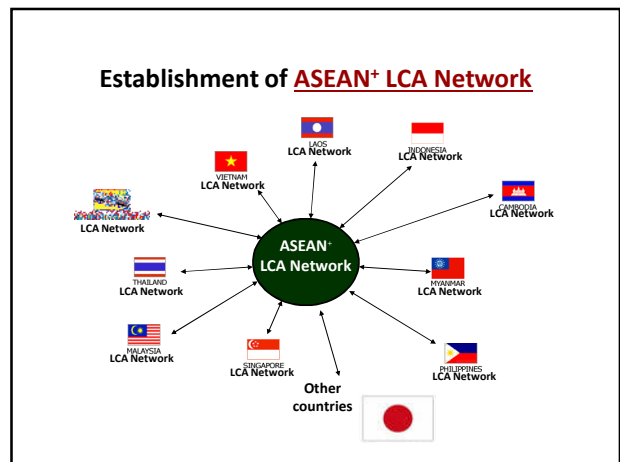 Establishment of ASEAN⁺ LCA Network
LAOS
LCA Network
INDONESIA
LCA Network
VIETNAM
LCA Network
CAMBODIA
LCA Network
LCA Network
ASEAN⁺
LCA Network
THAILAND
LCA Network
MYANMAR
LCA Network
MALAYSIA
LCA Network
SINGAPORE
LCA Network
PHILIPPINES
LCA Network
Other
countries